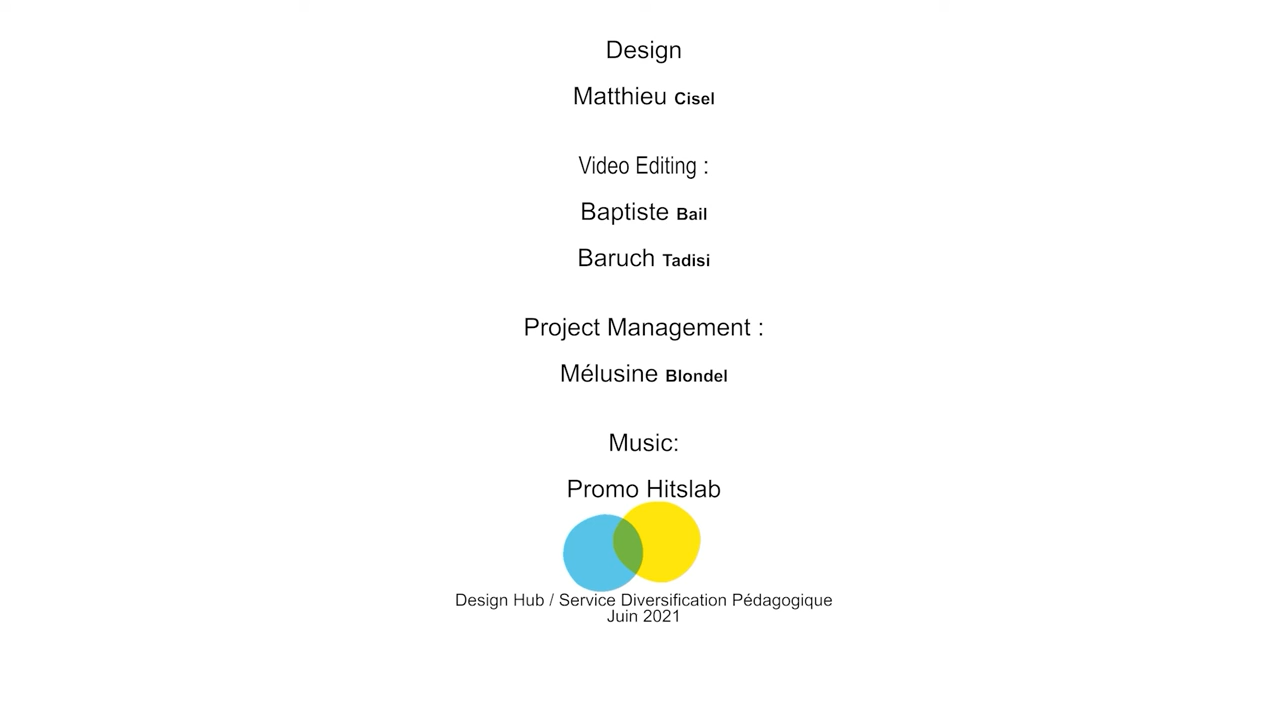 Design
Matthieu Cisel
Video Editing :
Baptiste Bail
Baruch Tadisi
Project Management :
Mélusine Blondel
Music:
Promo Hitslab
Design Hub / Service Diversification Pédagogique
Juin 2021